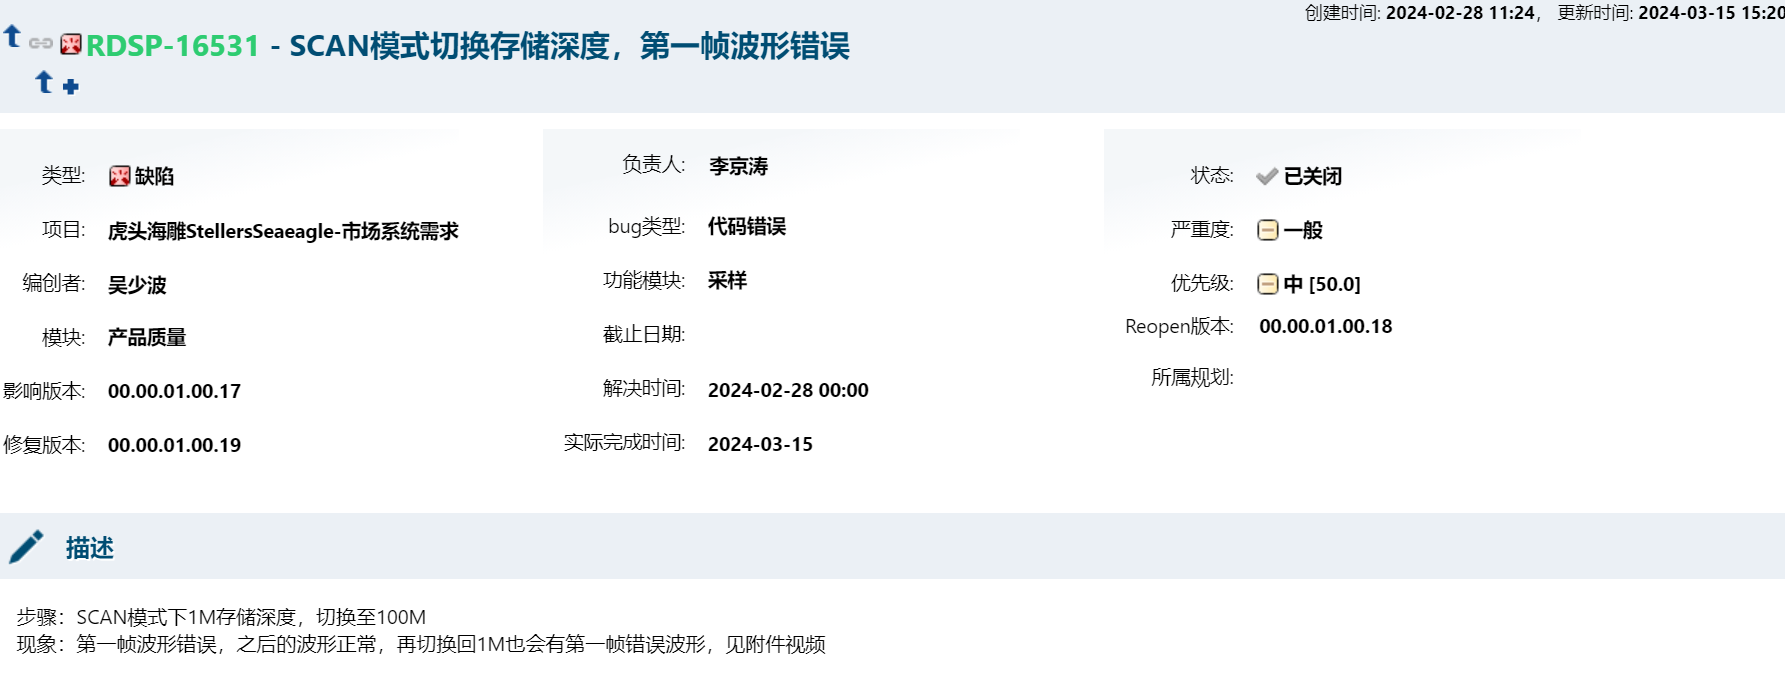 创建时间: 2024-02-28 11:24， 更新时间: 2024-03-15 15:20
RDSP-16531 - SCAN模式切换存储深度，第一帧波形错误
类型: 缺陷
项目: 虎头海雕StellersSeaeagle-市场系统需求
编创者: 吴少波
模块: 产品质量
影响版本: 00.00.01.00.17
修复版本: 00.00.01.00.19
负责人: 李京涛
bug类型: 代码错误
功能模块: 采样
截止日期:
解决时间: 2024-02-28 00:00
实际完成时间: 2024-03-15
状态: 已关闭
严重度: 一般
优先级: 中 [50.0]
Reopen版本: 00.00.01.00.18
所属规划:
描述
步骤：SCAN模式下1M存储深度，切换至100M
现象：第一帧波形错误，之后的波形正常，再切换回1M也会有第一帧错误波形，见附件视频